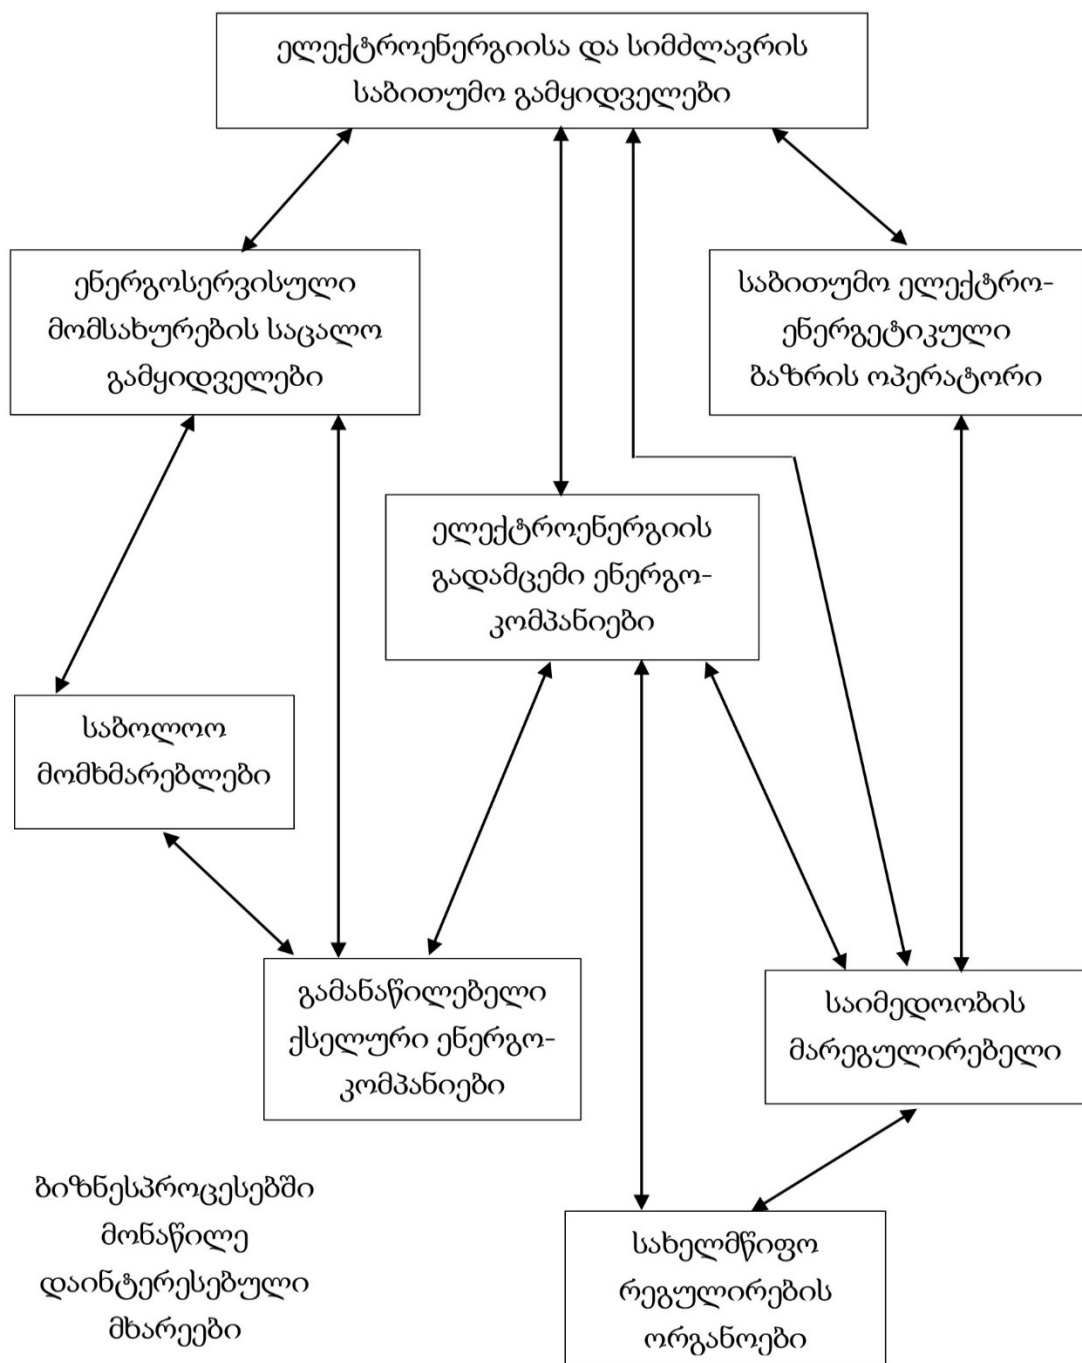 ელექტროენერგიისა და სიმძლავრის
საბითუმო გამყიდველები
ენერგოსერვისული
მომსახურების საცალო
გამყიდველები
საბითუმო ელექტრო-
ენერგეტიკული
ბაზრის ოპერატორი
ელექტროენერგიის
გადამცემი ენერგო-
კომპანიები
საბოლოო
მომხმარებლები
გამანაწილებელი
ქსელური ენერგო-
კომპანიები
საიმედოობის
მარეგულირებელი
ბიზნესპროცესებში
მონაწილე
დაინტერესებული
მხარეები
სახელმწიფო
რეგულირების
ორგანოები